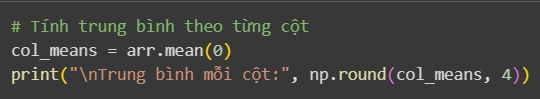 # Tính trung bình theo từng cột
col_means = arr.mean(0)
print("\nTrung bình mỗi cột:", np.round(col_means, 4))